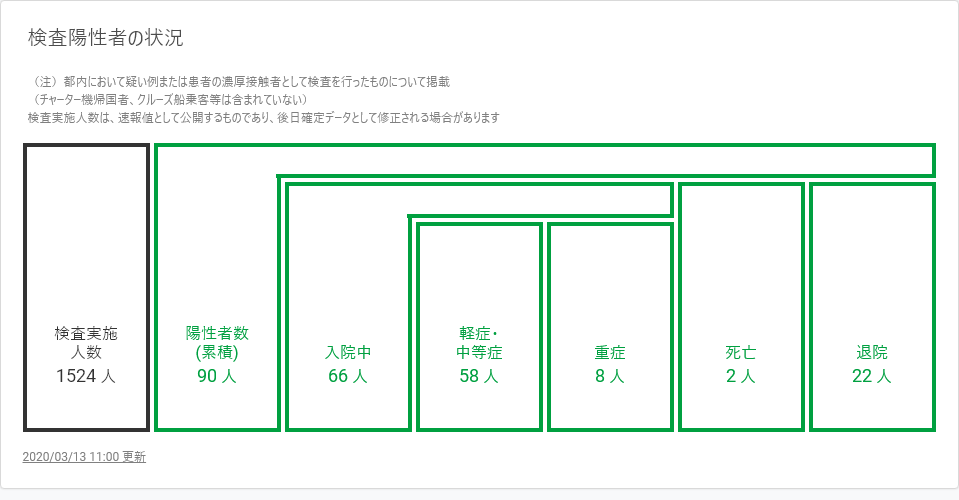 検査陽性者の状況
（注）都内において疑い例または患者の濃厚接触者として検査を行ったものについて掲載
（チャーター機帰国者、クルーズ船乗客等は含まれていない）
検査実施人数は、速報値として公開するものであり、後日確定データとして修正される場合があります
検査実施
人数
1524 人
陽性者数
(累積)
90 人
入院中
66 人
軽症・
中等症
58 人
重症
8 人
死亡
2 人
退院
22 人
2020/03/13 11:00 更新